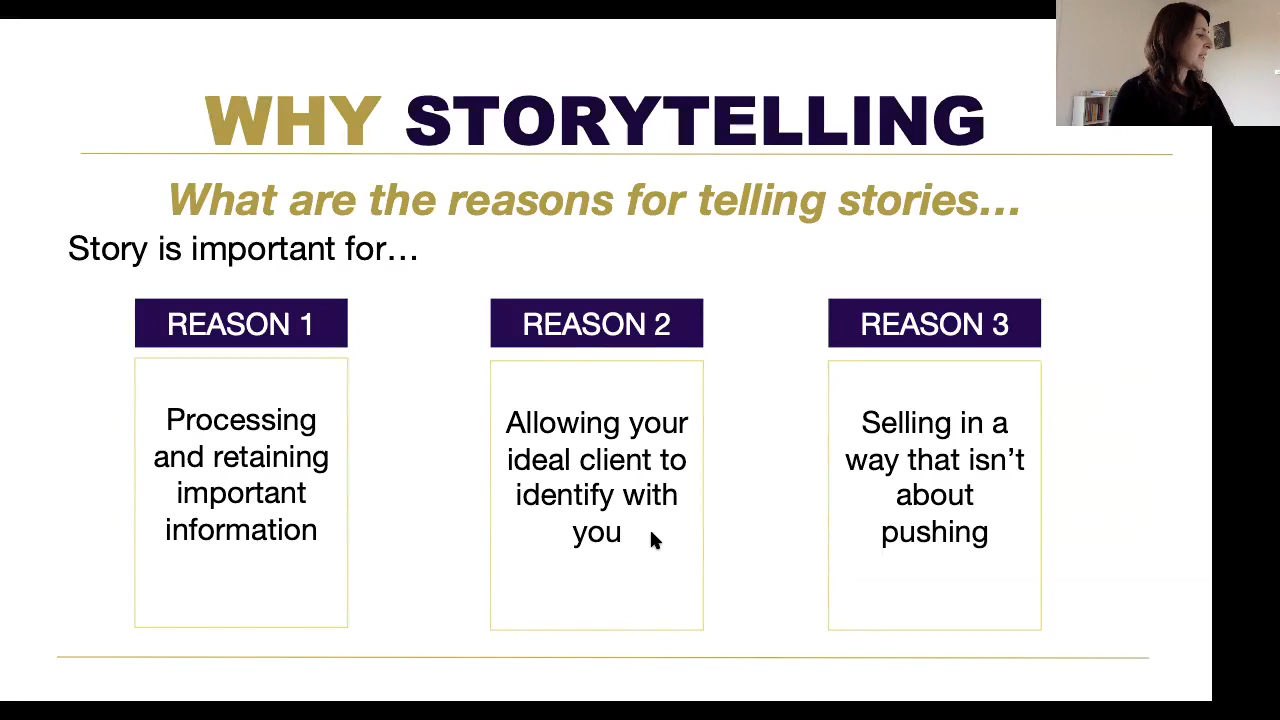 WHY STORYTELLING
What are the reasons for telling stories...
Story is important for...
REASON 1
Processing
and retaining
important
information
REASON 2
Allowing your
ideal client to
identify with
you
REASON 3
Selling in a
way that isn’t
about
pushing